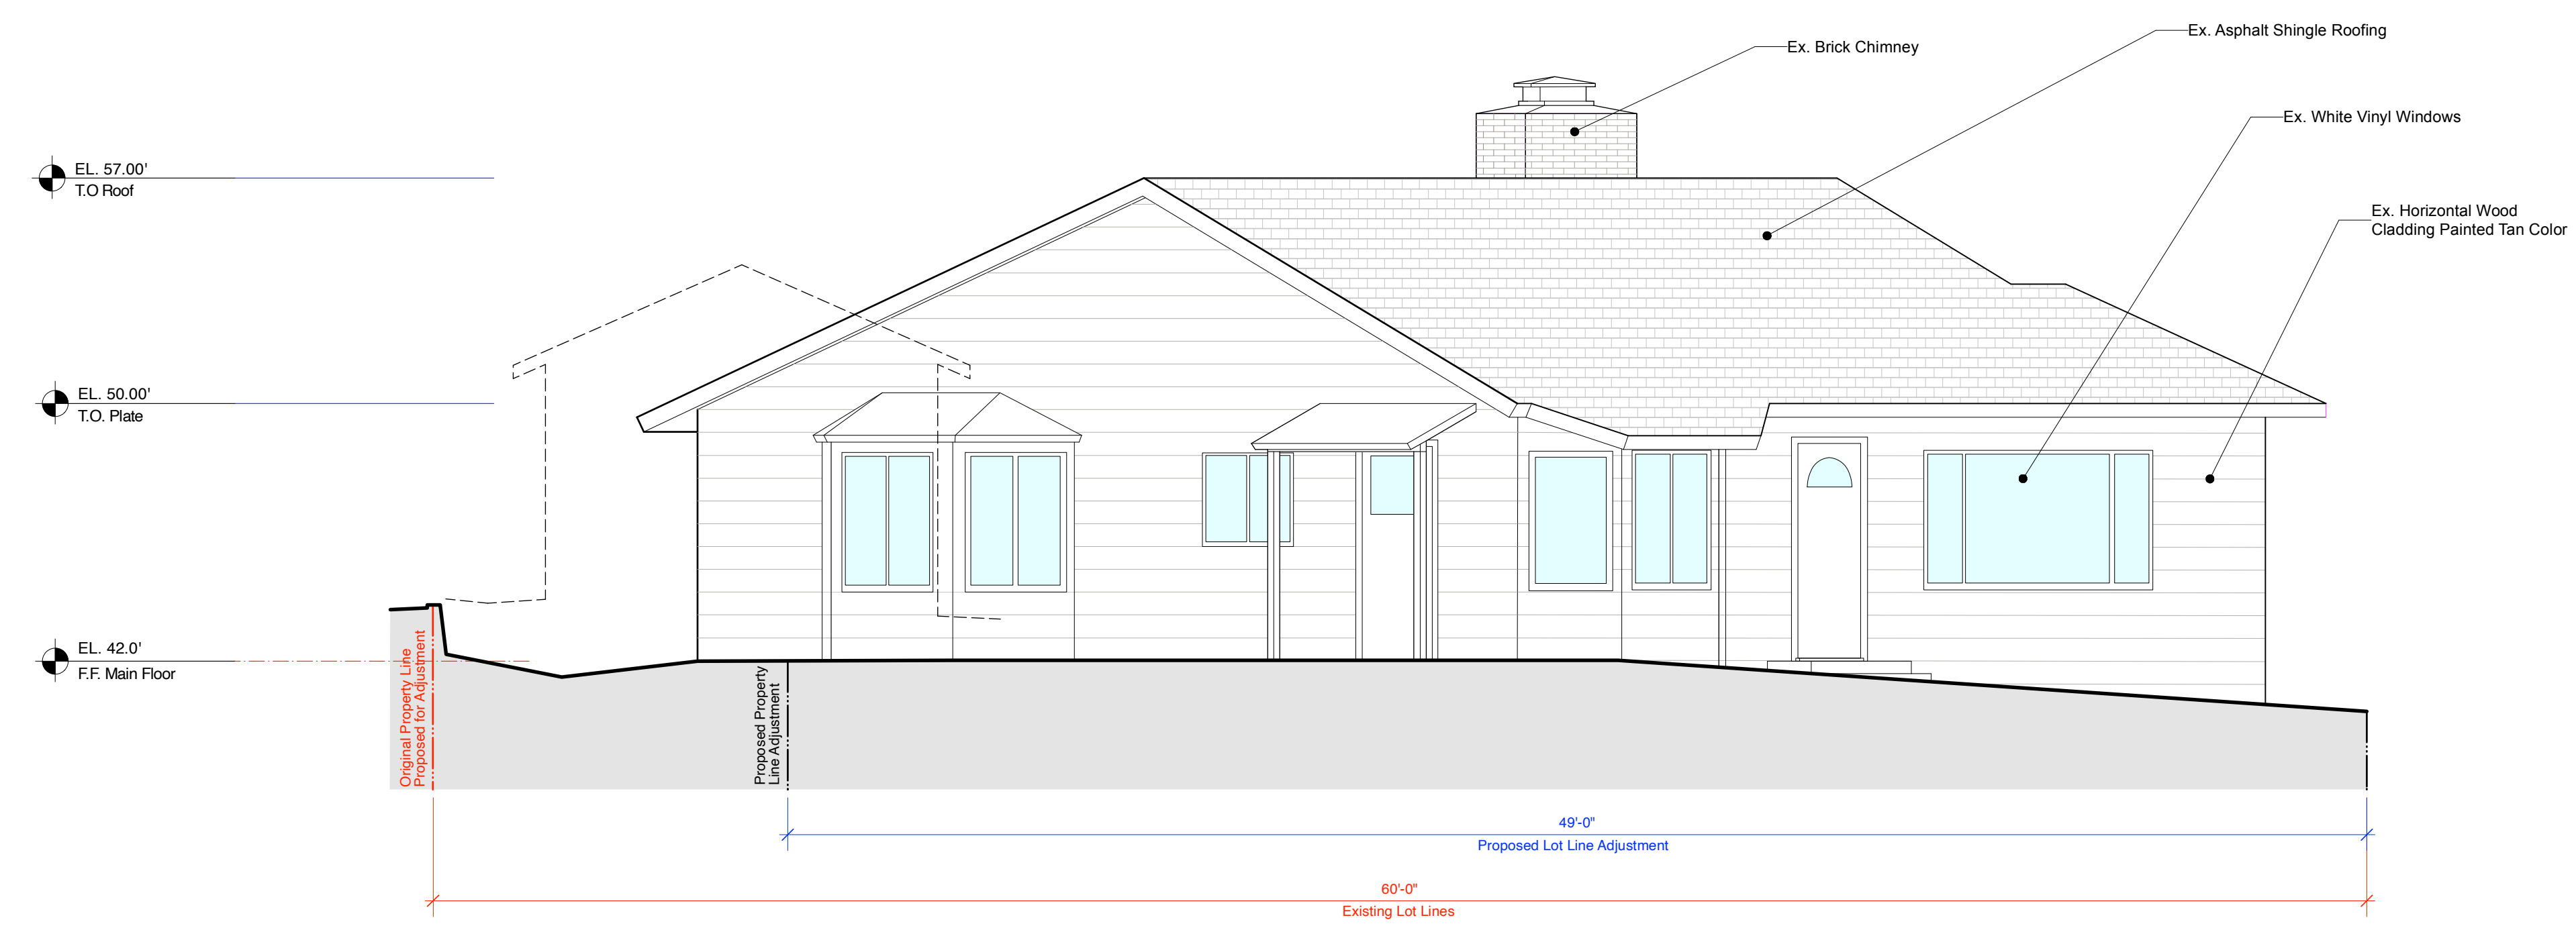 Ex. Asphalt Shingle Roofing
Ex. Brick Chimney
Ex. White Vinyl Windows
EL. 57.00'
T.O Roof
Ex. Horizontal Wood
Cladding Painted Tan Color
EL. 50.00'
T.O. Plate
EL. 42.0'
F.F. Main Floor
Original Property Line
Proposed for Adjustment
Proposed Property
Line Adjustment
49'-0"
Proposed Lot Line Adjustment
60'-0"
Existing Lot Lines